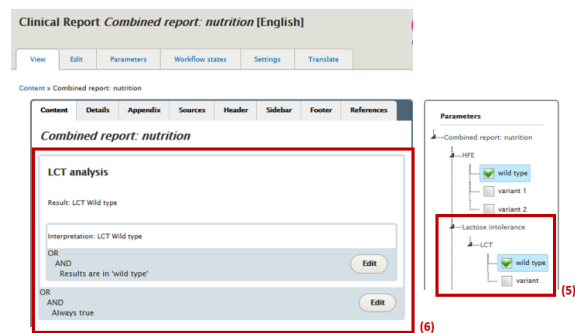 Clinical Report Combined report: nutrition [English]
View Edit Parameters Workflow states Settings Translate
Content » Combined report: nutrition
Content Details Appendix Sources Header Sidebar Footer References
Combined report: nutrition
LCT analysis
Result: LCT Wild type
Interpretation: LCT Wild type
OR
AND
Results are in 'wild type'
Edit
OR
AND
Always true
Edit
(6)
Parameters
Combined report: nutrition
HFE
wild type
variant 1
variant 2
Lactose intolerance
LCT
wild type
variant
(5)